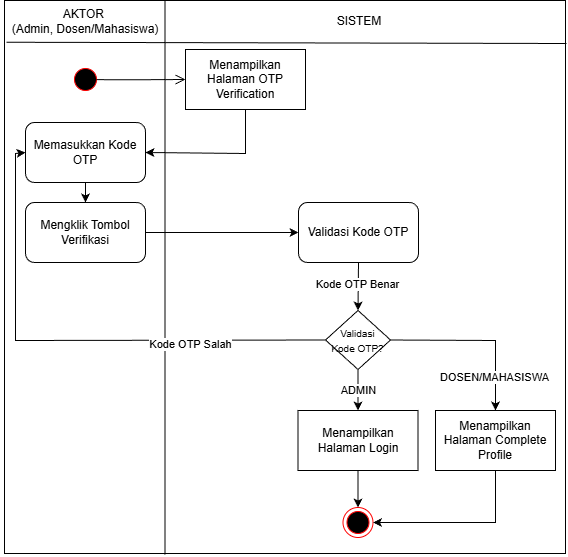 AKTOR
(Admin, Dosen/Mahasiswa)
SISTEM
Menampilkan
Halaman OTP
Verification
Memasukkan Kode
OTP
Mengklik Tombol
Verifikasi
Validasi Kode OTP
Kode OTP Benar
Validasi
Kode OTP?
Kode OTP Salah
ADMIN
DOSEN/MAHASISWA
Menampilkan
Halaman Login
Menampilkan
Halaman Complete
Profile